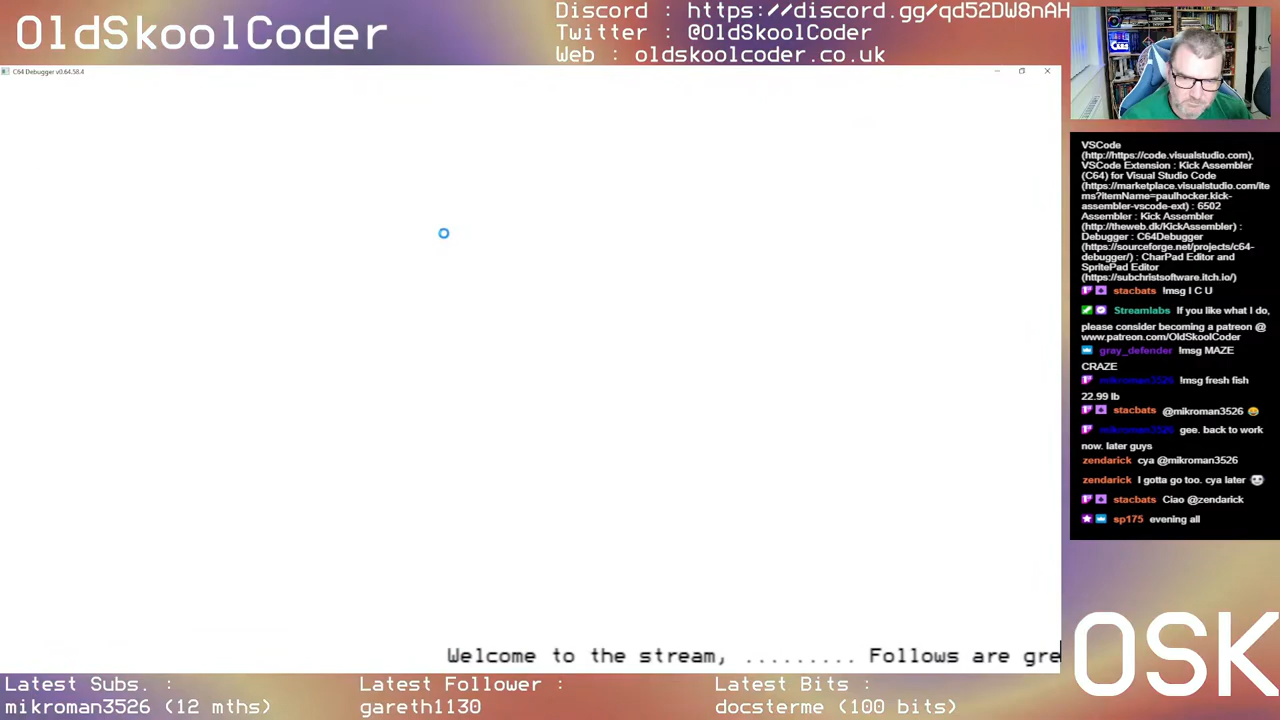 OldSkoolCoder
Discord : https://discord.gg/qd52DW8nAH
Twitter : @OldSkoolCoder
Web : oldskoolcoder.co.uk
C64 Debugger v0.64.58.4
VSCode
(http://https://code.visualstudio.com),
VSCode Extension : Kick Assembler
(C64) for Visual Studio Code
(https://marketplace.visualstudio.com/ite
ms?itemName=paulhocker.kick-
assembler-vscode-ext) : 6502
Assembler : Kick Assembler
(http://theweb.dk/KickAssembler) :
Debugger : C64Debugger
(https://sourceforge.net/projects/c64-
debugger/) : CharPad Editor and
SpritePad Editor
(https://subchristsoftware.itch.io/)
stacbats !msg I C U
Streamlabs If you like what I do,
please consider becoming a patreon @
www.patreon.com/OldSkoolCoder
gray_defender !msg MAZE
CRAZE
mikroman3526 !msg fresh fish
22.99 lb
stacbats @mikroman3526
mikroman3526 gee. back to work
now. later guys
zendarick cya @mikroman3526
zendarick I gotta go too. cya later
stacbats Ciao @zendarick
sp175 evening all
Welcome to the stream, ......... Follows are gre
OSK
Latest Subs. :
mikroman3526 (12 mths)
Latest Follower :
gareth1130
Latest Bits :
docsterme (100 bits)